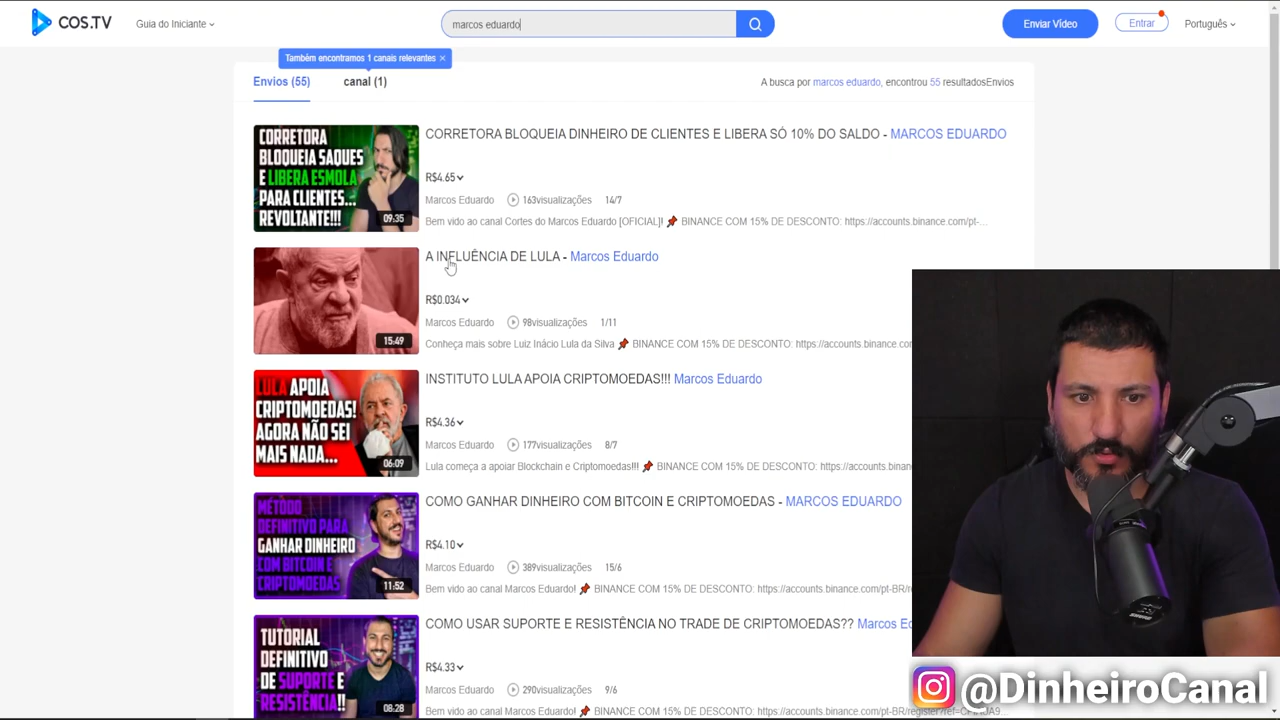 COS.TV
Guia do Iniciante
marcos eduardo
Enviar Vídeo
Entrar
Português
Também encontramos 1 canais relevantes ×
Envios (55)
canal (1)
A busca por marcos eduardo, encontrou 55 resultadosEnvios
CORRETORA
BLOQUEIA SAQUES
E LIBERA ESMOLA
PARA CLIENTES...
REVOLTANTE!!!
09:35
CORRETORA BLOQUEIA DINHEIRO DE CLIENTES E LIBERA SÓ 10% DO SALDO - MARCOS EDUARDO
R$4.65
Marcos Eduardo 163visualizações 14/7
Bem vido ao canal Cortes do Marcos Eduardo [OFICIAL]! 📌 BINANCE COM 15% DE DESCONTO: https://accounts.binance.com/pt-...
15:49
A INFLUÊNCIA DE LULA - Marcos Eduardo
R$0.034
Marcos Eduardo 98visualizações 1/11
Conheça mais sobre Luiz Inácio Lula da Silva 📌 BINANCE COM 15% DE DESCONTO: https://accounts.binance.com
LULA APOIA
CRIPTOMOEDAS!
AGORA NÃO SEI
MAIS NADA...
06:09
INSTITUTO LULA APOIA CRIPTOMOEDAS!!! Marcos Eduardo
R$4.36
Marcos Eduardo 177visualizações 8/7
Lula começa a apoiar Blockchain e Criptomoedas!!! 📌 BINANCE COM 15% DE DESCONTO: https://accounts.binan
MÉTODO
DEFINITIVO PARA
GANHAR DINHEIRO
COM BITCOIN E
CRIPTOMOEDAS
11:52
COMO GANHAR DINHEIRO COM BITCOIN E CRIPTOMOEDAS - MARCOS EDUARDO
R$4.10
Marcos Eduardo 389visualizações 15/6
Bem vido ao canal Marcos Eduardo! 📌 BINANCE COM 15% DE DESCONTO: https://accounts.binance.com/pt-BR/r
TUTORIAL
DEFINITIVO
DE SUPORTE E
RESISTÊNCIA!!
08:28
COMO USAR SUPORTE E RESISTÊNCIA NO TRADE DE CRIPTOMOEDAS?? Marcos E
R$4.33
Marcos Eduardo 290visualizações 9/6
Bem vido ao canal Marcos Eduardo! 📌 BINANCE COM 15% DE DESCONTO: https://accounts.binance.com/pt-BR/register?ref=
@DinheiroCanal